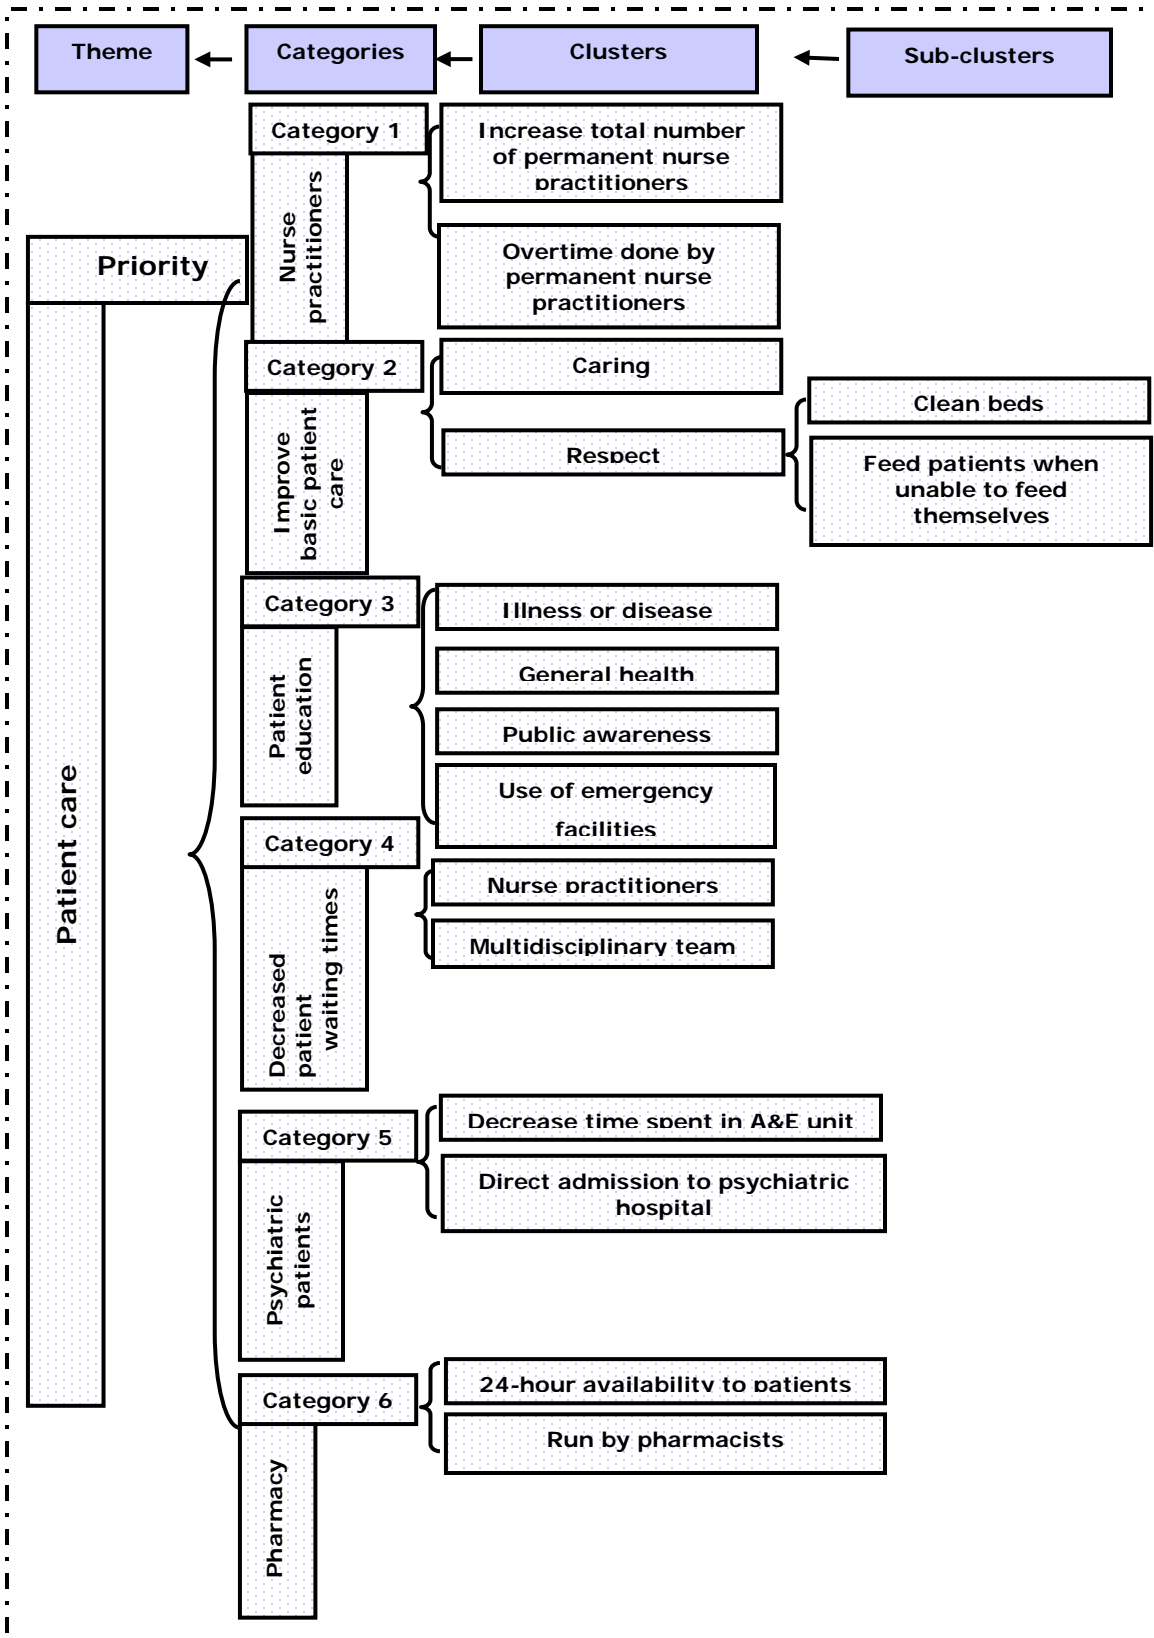 Theme
Categories
Clusters
Sub-clusters
Priority
Patient care
Category 1
Nurse
practitioners
Increase total number
of permanent nurse
practitioners
Overtime done by
permanent nurse
practitioners
Category 2
Improve
basic patient
care
Caring
Respect
Clean beds
Feed patients when
unable to feed
themselves
Category 3
Patient
education
Illness or disease
General health
Public awareness
Use of emergency
facilities
Category 4
Decreased
patient
waiting times
Nurse practitioners
Multidisciplinary team
Category 5
Psychiatric
patients
Decrease time spent in A&E unit
Direct admission to psychiatric
hospital
Category 6
Pharmacy
24-hour availability to patients
Run by pharmacists